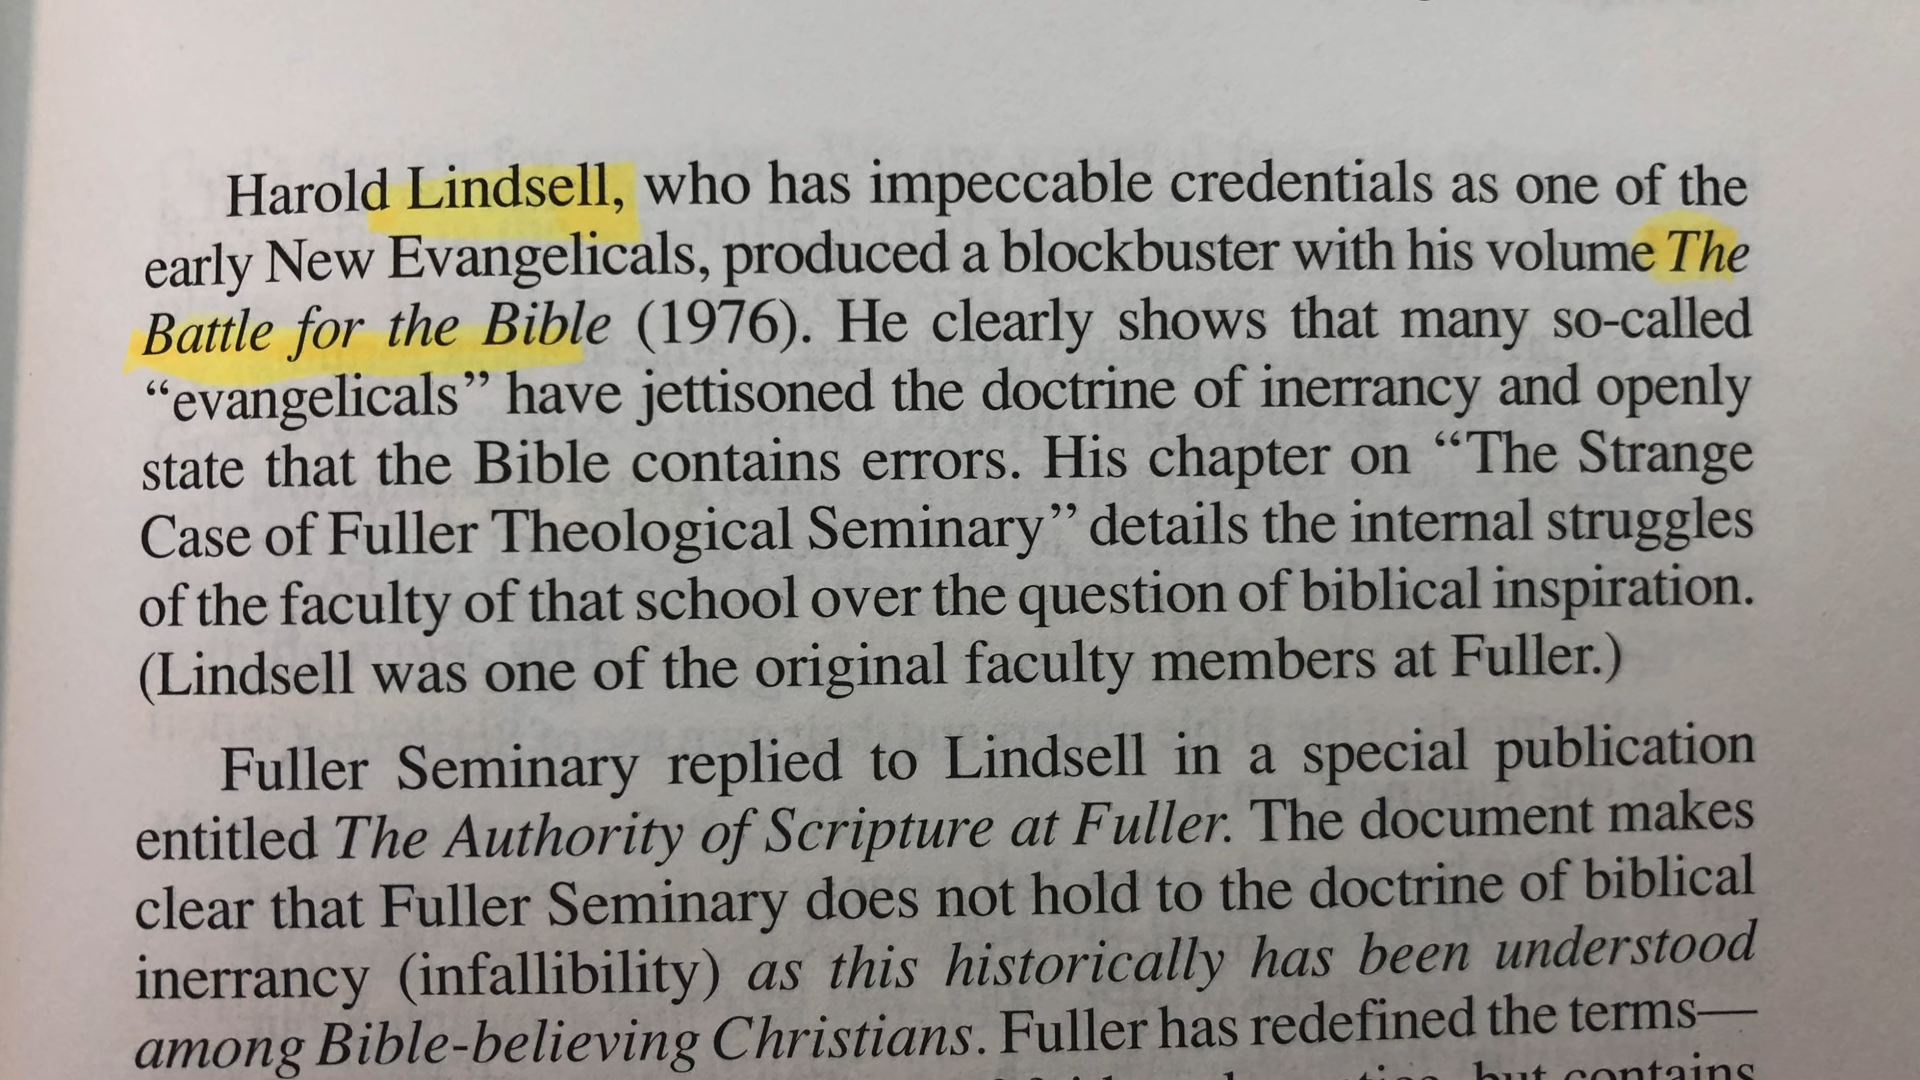 Harold Lindsell, who has impeccable credentials as one of the
early New Evangelicals, produced a blockbuster with his volume The
Battle for the Bible (1976). He clearly shows that many so-called
“evangelicals” have jettisoned the doctrine of inerrancy and openly
state that the Bible contains errors. His chapter on “The Strange
Case of Fuller Theological Seminary” details the internal struggles
of the faculty of that school over the question of biblical inspiration.
(Lindsell was one of the original faculty members at Fuller.)
Fuller Seminary replied to Lindsell in a special publication
entitled The Authority of Scripture at Fuller. The document makes
clear that Fuller Seminary does not hold to the doctrine of biblical
inerrancy (infallibility) as this historically has been understood
among Bible-believing Christians. Fuller has redefined the terms—
but contains